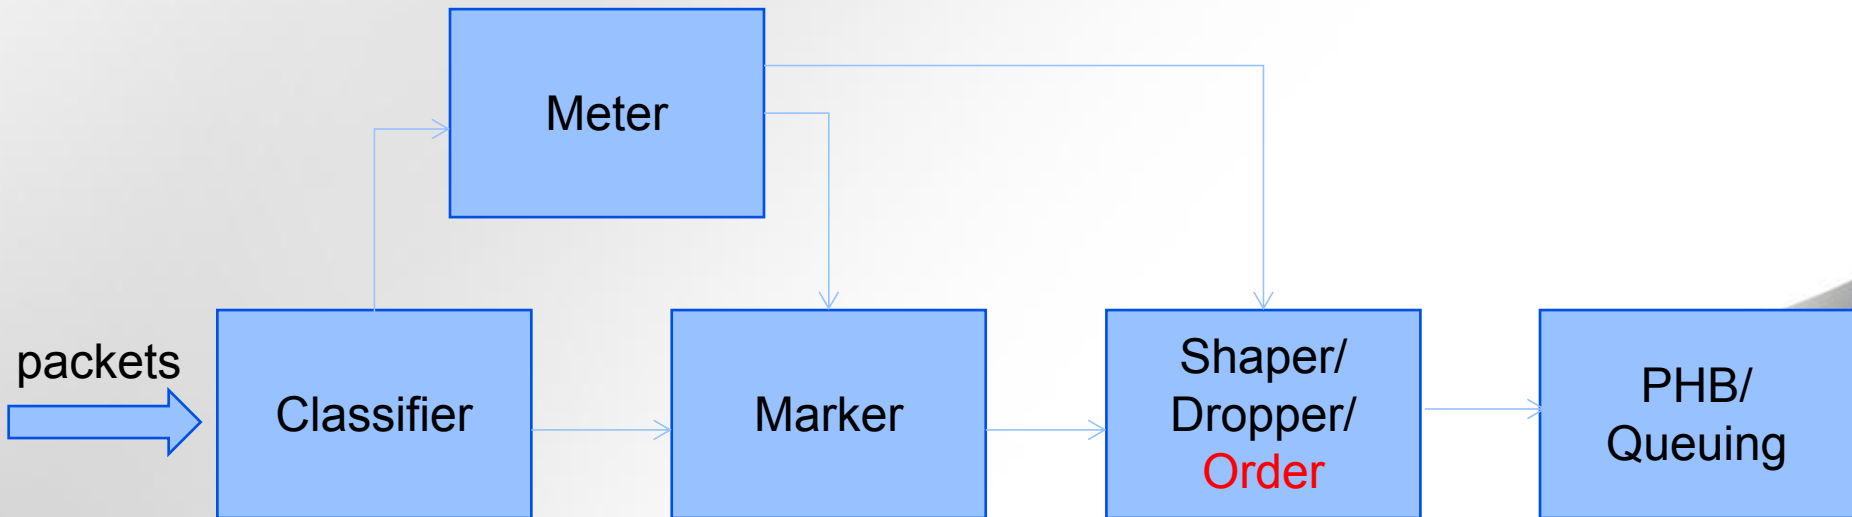 Meter
packets
Classifier
Marker
Shaper/
Dropper/
Order
PHB/
Queuing